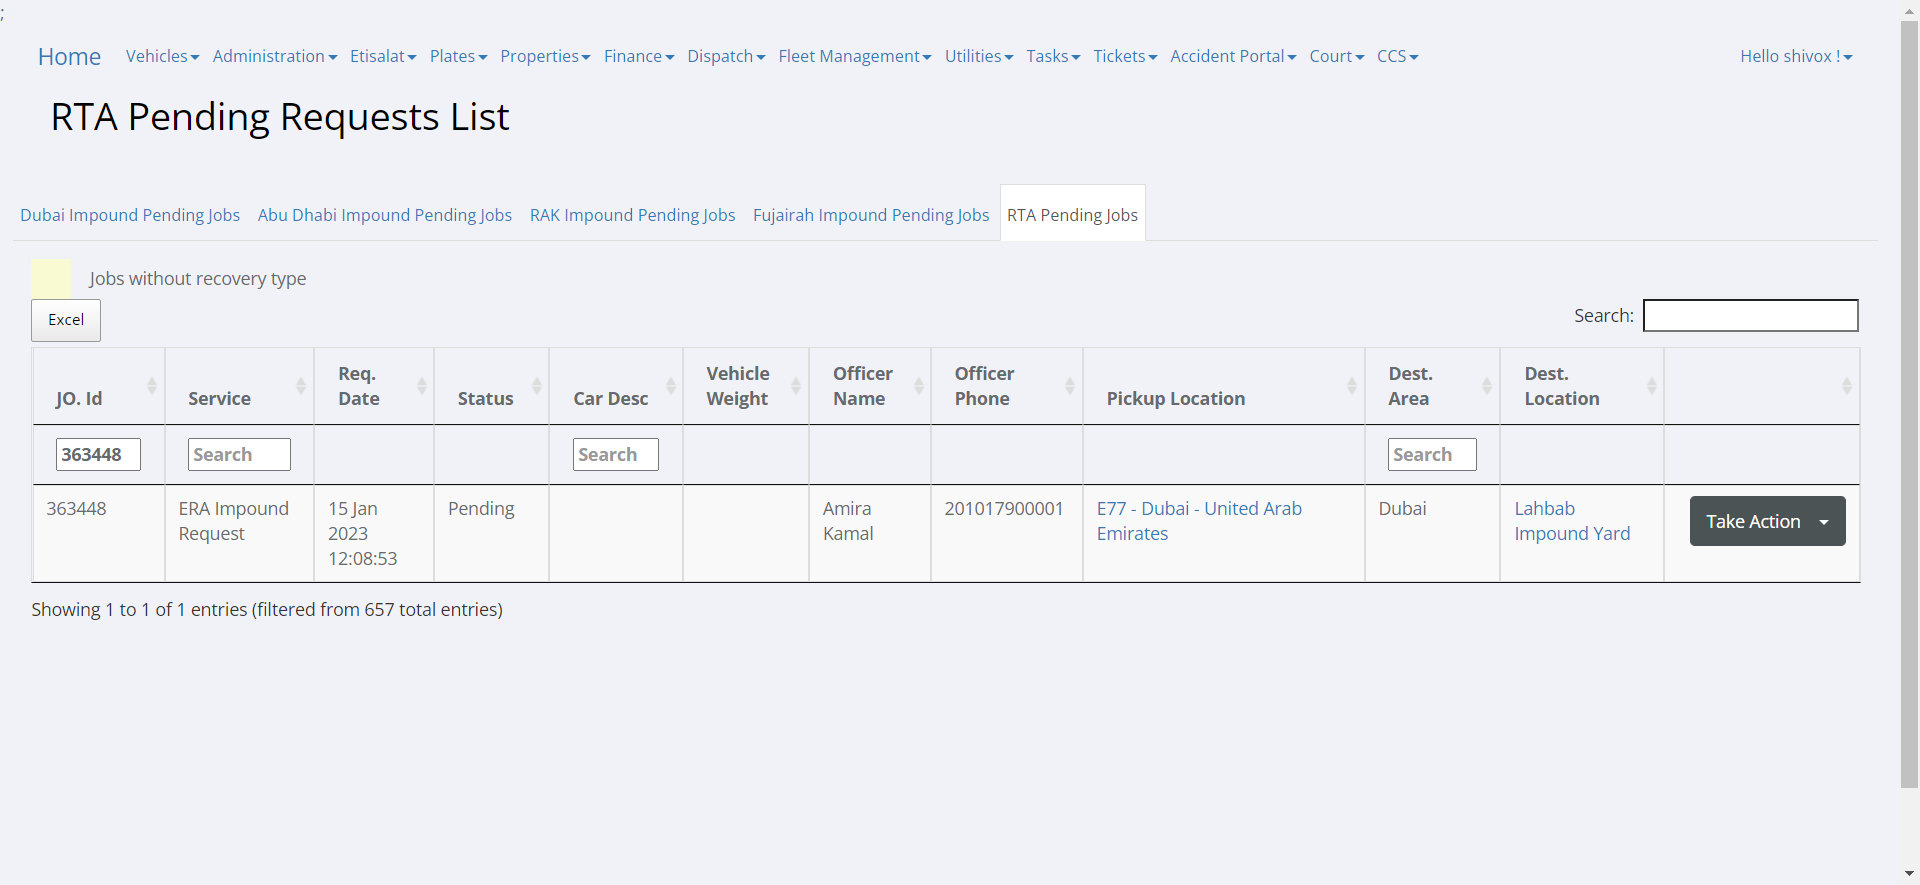 ;
Home Vehicles Administration Etisalat Plates Properties Finance Dispatch Fleet Management Utilities Tasks Tickets Accident Portal Court CCS Hello shivox !
RTA Pending Requests List
Dubai Impound Pending Jobs Abu Dhabi Impound Pending Jobs RAK Impound Pending Jobs Fujairah Impound Pending Jobs RTA Pending Jobs
Jobs without recovery type
Excel Search:
JO. Id Service Req. Date Status Car Desc Vehicle Weight Officer Name Officer Phone Pickup Location Dest. Area Dest. Location
363448 Search Search Search
363448 ERA Impound Request 15 Jan 2023 12:08:53 Pending Amira Kamal 201017900001 E77 - Dubai - United Arab Emirates Dubai Lahbab Impound Yard Take Action
Showing 1 to 1 of 1 entries (filtered from 657 total entries)